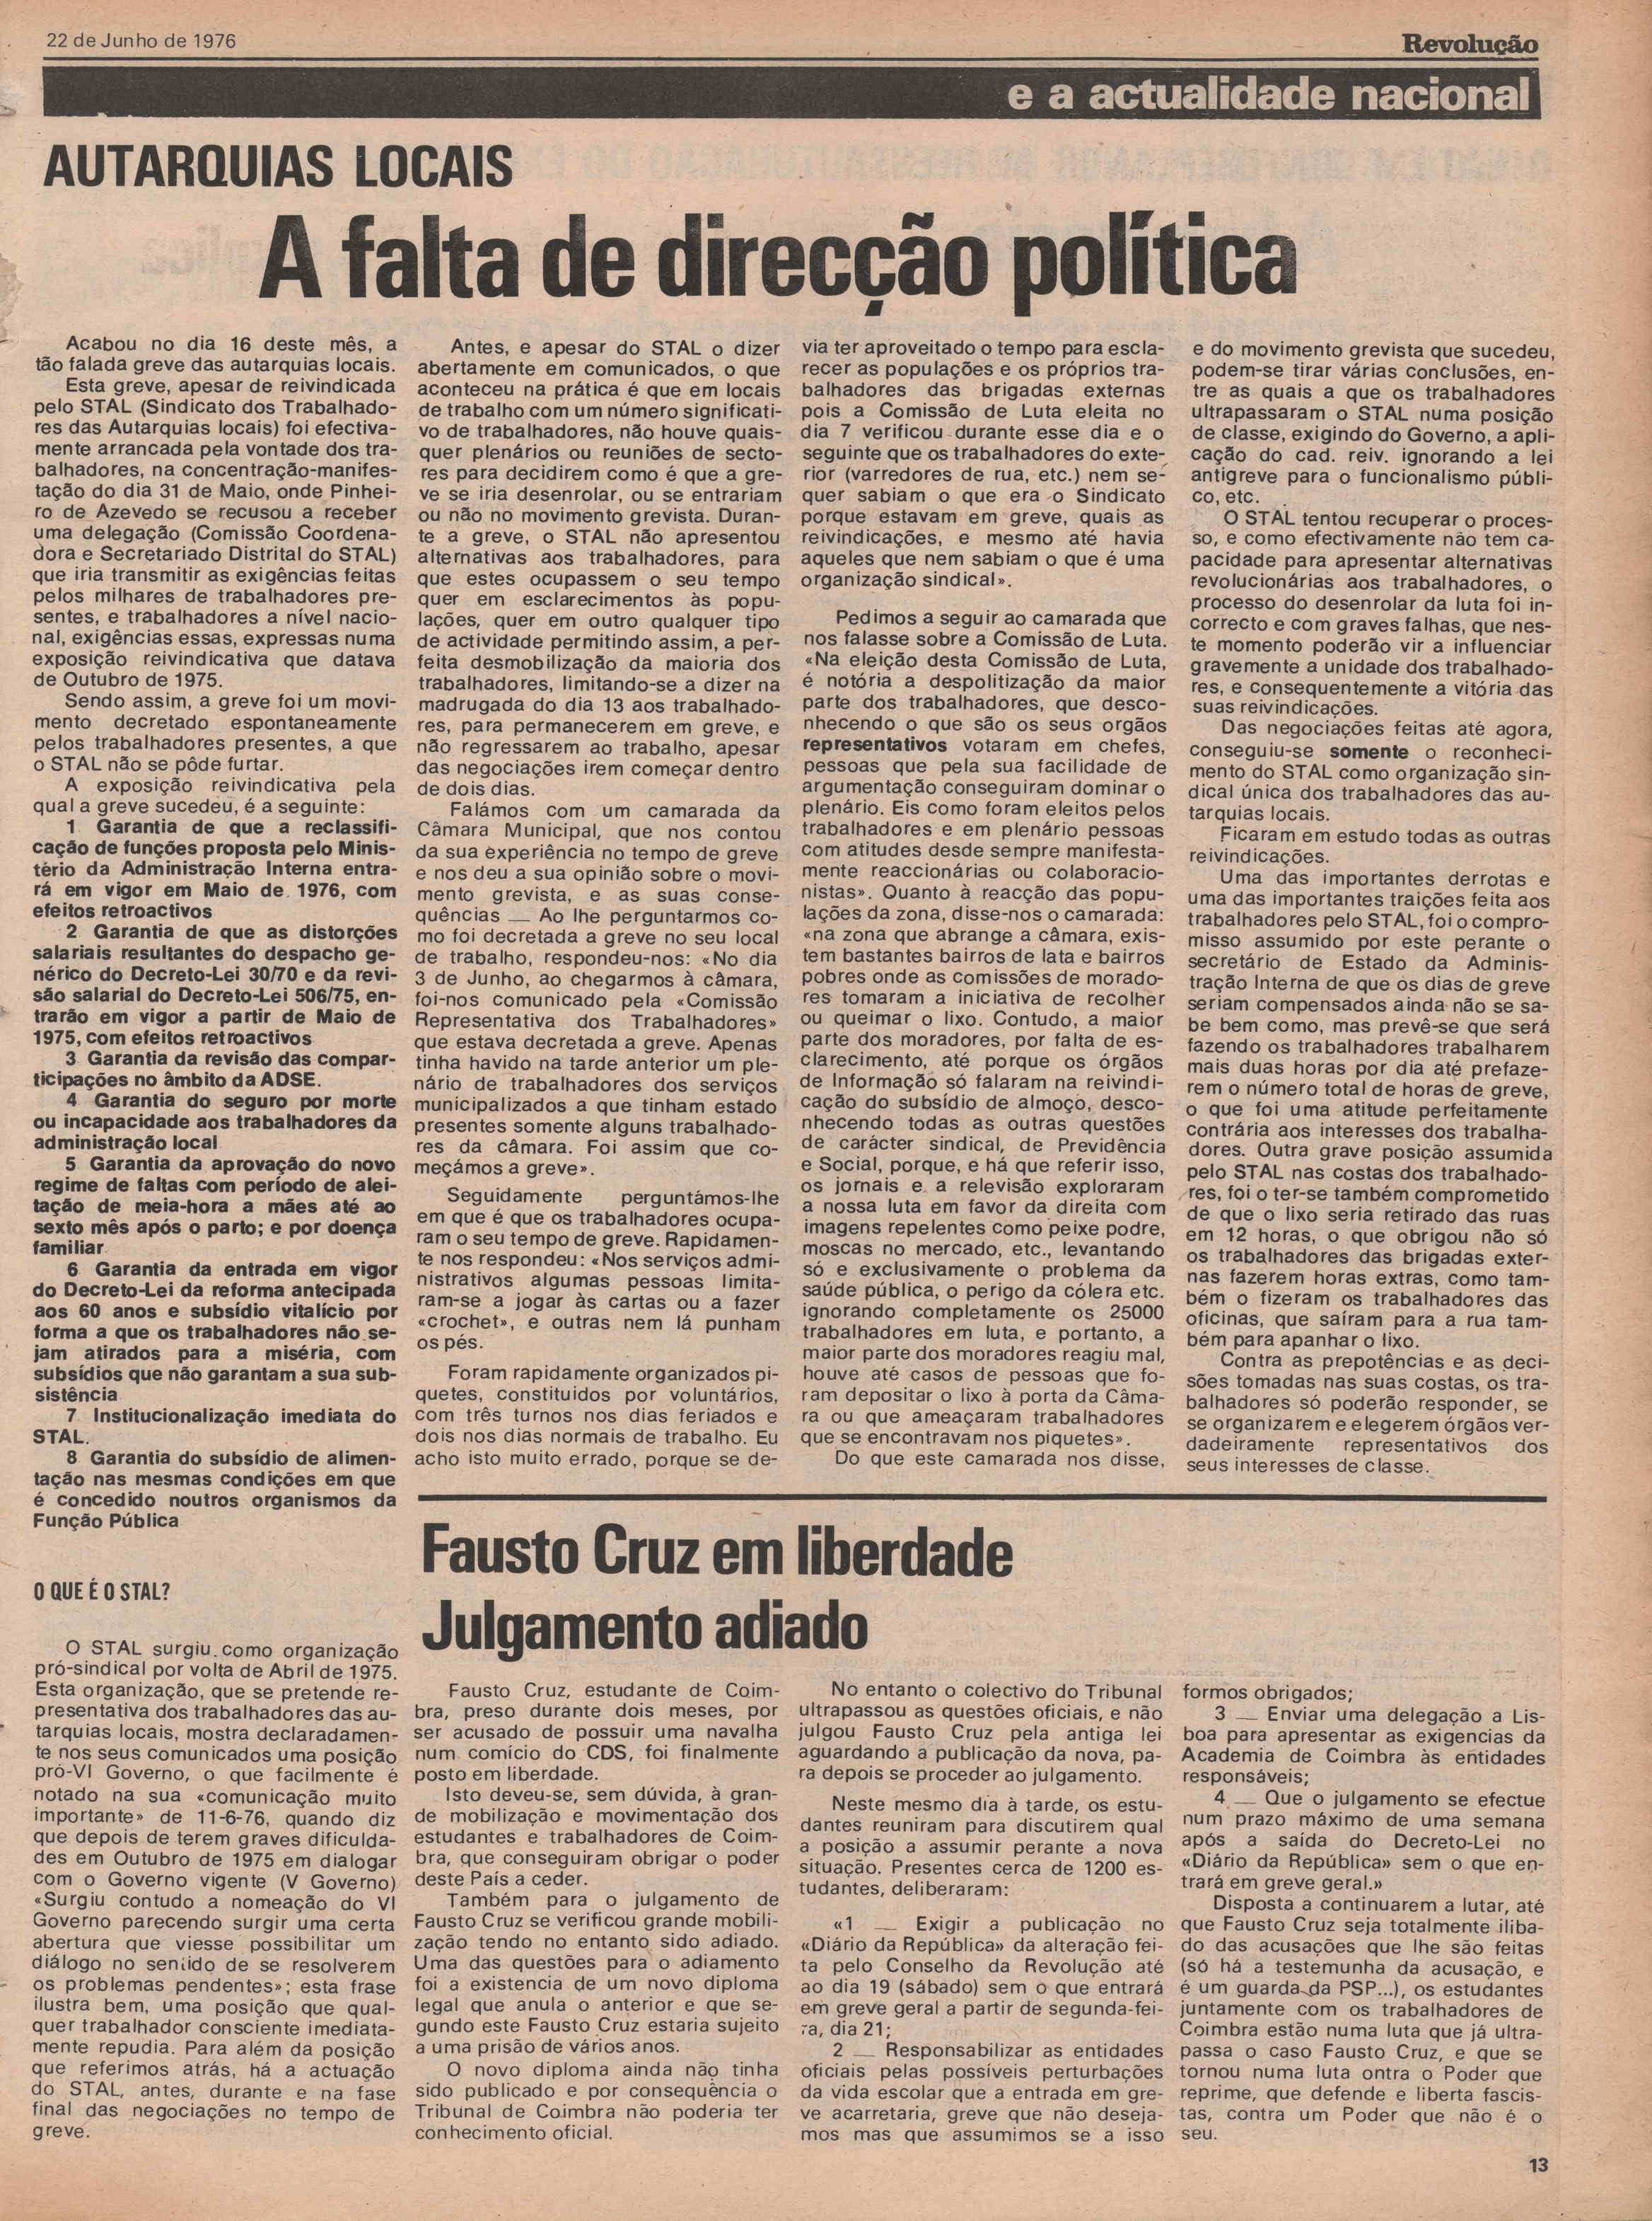 22 de Junho de 1976
Revolução
e a actualidade nacional
AUTARQUIAS LOCAIS
A falta de direcção política
Acabou no dia 16 deste mês, a
tão falada greve das autarquias locais.
Esta greve, apesar de reivindicada
pelo STAL (Sindicato dos Trabalhado-
res das Autarquias locais) foi efectiva-
mente arrancada pela vontade dos tra-
balhadores, na concentração-manifes-
tação do dia 31 de Maio, onde Pinhei-
ro de Azevedo se recusou a receber
uma delegação (Comissão Coordena-
dora e Secretariado Distrital do STAL)
que iria transmitir as exigências feitas
pelos milhares de trabalhadores pre-
sentes, e trabalhadores a nível nacio-
nal, exigências essas, expressas numa
exposição reivindicativa que datava
de Outubro de 1975.
Sendo assim, a greve foi um movi-
mento decretado espontaneamente
pelos trabalhadores presentes, a que
o STAL não se pôde furtar.
A exposição reivindicativa pela
qual a greve sucedeu, é a seguinte:
1 Garantia de que a reclassifi-
cação de funções proposta pelo Minis-
tério da Administração Interna entra-
rá em vigor em Maio de 1976, com
efeitos retroactivos
2 Garantia de que as distorções
salariais resultantes do despacho ge-
nérico do Decreto-Lei 30/70 e da revi-
são salarial do Decreto-Lei 506/75, en-
trarão em vigor a partir de Maio de
1975, com efeitos retroactivos
3 Garantia da revisão das compar-
ticipações no âmbito da ADSE.
4 Garantia do seguro por morte
ou incapacidade aos trabalhadores da
administração local
5 Garantia da aprovação do novo
regime de faltas com período de alei-
tação de meia-hora a mães até ao
sexto mês após o parto; e por doença
familiar
6 Garantia da entrada em vigor
do Decreto-Lei da reforma antecipada
aos 60 anos e subsídio vitalício por
forma a que os trabalhadores não se-
jam atirados para a miséria, com
subsídios que não garantam a sua sub-
sistência
7 Institucionalização imediata do
STAL.
8 Garantia do subsídio de alimen-
tação nas mesmas condições em que
é concedido noutros organismos da
Função Pública
O QUE É O STAL?
O STAL surgiu como organização
pró-sindical por volta de Abril de 1975.
Esta organização, que se pretende re-
presentativa dos trabalhadores das au-
tarquias locais, mostra declaradamen-
te nos seus comunicados uma posição
pró-VI Governo, o que facilmente é
notado na sua «comunicação muito
importante» de 11-6-76, quando diz
que depois de terem graves dificulda-
des em Outubro de 1975 em dialogar
com o Governo vigente (V Governo)
«Surgiu contudo a nomeação do VI
Governo parecendo surgir uma certa
abertura que viesse possibilitar um
diálogo no sentido de se resolverem
os problemas pendentes»; esta frase
ilustra bem, uma posição que qual-
quer trabalhador consciente imediata-
mente repudia. Para além da posição
que referimos atrás, há a actuação
do STAL, antes, durante e na fase
final das negociações no tempo de
greve.
Antes, e apesar do STAL o dizer
abertamente em comunicados, o que
aconteceu na prática é que em locais
de trabalho com um número significati-
vo de trabalhadores, não houve quais-
quer plenários ou reuniões de secto-
res para decidirem como é que a gre-
ve se iria desenrolar, ou se entrariam
ou não no movimento grevista. Duran-
te a greve, o STAL não apresentou
alternativas aos trabalhadores, para
que estes ocupassem o seu tempo
quer em esclarecimentos às popu-
lações, quer em outro qualquer tipo
de actividade permitindo assim, a per-
feita desmobilização da maioria dos
trabalhadores, limitando-se a dizer na
madrugada do dia 13 aos trabalhado-
res, para permanecerem em greve, e
não regressarem ao trabalho, apesar
das negociações irem começar dentro
de dois dias.
Falámos com um camarada da
Câmara Municipal, que nos contou
da sua experiência no tempo de greve
e nos deu a sua opinião sobre o movi-
mento grevista, e as suas conse-
quências — Ao lhe perguntarmos co-
mo foi decretada a greve no seu local
de trabalho, respondeu-nos: «No dia
3 de Junho, ao chegarmos à câmara,
foi-nos comunicado pela «Comissão
Representativa dos Trabalhadores»
que estava decretada a greve. Apenas
tinha havido na tarde anterior um ple-
nário de trabalhadores dos serviços
municipalizados a que tinham estado
presentes somente alguns trabalhado-
res da câmara. Foi assim que co-
meçámos a greve».
Seguidamente perguntámos-lhe
em que é que os trabalhadores ocupa-
ram o seu tempo de greve. Rapidamen-
te nos respondeu: «Nos serviços admi-
nistrativos algumas pessoas limita-
ram-se a jogar às cartas ou a fazer
«crochet», e outras nem lá punham
os pés.
Foram rapidamente organizados pi-
quetes, constituidos por voluntários,
com três turnos nos dias feriados e
dois nos dias normais de trabalho. Eu
acho isto muito errado, porque se de-
via ter aproveitado o tempo para escla-
recer as populações e os próprios tra-
balhadores das brigadas externas
pois a Comissão de Luta eleita no
dia 7 verificou durante esse dia e o
seguinte que os trabalhadores do exte-
rior (varredores de rua, etc.) nem se-
quer sabiam o que era o Sindicato
porque estavam em greve, quais as
reivindicações, e mesmo até havia
aqueles que nem sabiam o que é uma
organização sindical».
Pedimos a seguir ao camarada que
nos falasse sobre a Comissão de Luta.
«Na eleição desta Comissão de Luta,
é notória a despolitização da maior
parte dos trabalhadores, que desco-
nhecendo o que são os seus orgãos
representativos votaram em chefes,
pessoas que pela sua facilidade de
argumentação conseguiram dominar o
plenário. Eis como foram eleitos pelos
trabalhadores e em plenário pessoas
com atitudes desde sempre manifesta-
mente reaccionárias ou colaboracio-
nistas». Quanto à reacção das popu-
lações da zona, disse-nos o camarada:
«na zona que abrange a câmara, exis-
tem bastantes bairros de lata e bairros
pobres onde as comissões de morado-
res tomaram a iniciativa de recolher
ou queimar o lixo. Contudo, a maior
parte dos moradores, por falta de es-
clarecimento, até porque os órgãos
de Informação só falaram na reivindi-
cação do subsídio de almoço, desco-
nhecendo todas as outras questões
de carácter sindical, de Previdência
e Social, porque, e há que referir isso,
os jornais e a relevisão exploraram
a nossa luta em favor da direita com
imagens repelentes como peixe podre,
moscas no mercado, etc., levantando
só e exclusivamente o problema da
saúde pública, o perigo da cólera etc.
ignorando completamente os 25000
trabalhadores em luta, e portanto, a
maior parte dos moradores reagiu mal,
houve até casos de pessoas que fo-
ram depositar o lixo à porta da Câma-
ra ou que ameaçaram trabalhadores
que se encontravam nos piquetes».
Do que este camarada nos disse,
e do movimento grevista que sucedeu,
podem-se tirar várias conclusões, en-
tre as quais a que os trabalhadores
ultrapassaram o STAL numa posição
de classe, exigindo do Governo, a apli-
cação do cad. reiv. ignorando a lei
antigreve para o funcionalismo públi-
co, etc.
O STAL tentou recuperar o proces-
so, e como efectivamente não tem ca-
pacidade para apresentar alternativas
revolucionárias aos trabalhadores, o
processo do desenrolar da luta foi in-
correcto e com graves falhas, que nes-
te momento poderão vir a influenciar
gravemente a unidade dos trabalhado-
res, e consequentemente a vitória das
suas reivindicações.
Das negociações feitas até agora,
conseguiu-se somente o reconheci-
mento do STAL como organização sin-
dical única dos trabalhadores das au-
tarquias locais.
Ficaram em estudo todas as outras
reivindicações.
Uma das importantes derrotas e
uma das importantes traições feita aos
trabalhadores pelo STAL, foi o compro-
misso assumido por este perante o
secretário de Estado da Adminis-
tração Interna de que os dias de greve
seriam compensados ainda não se sa-
be bem como, mas prevê-se que será
fazendo os trabalhadores trabalharem
mais duas horas por dia até prefaze-
rem o número total de horas de greve,
o que foi uma atitude perfeitamente
contrária aos interesses dos trabalha-
dores. Outra grave posição assumida
pelo STAL nas costas dos trabalhado-
res, foi o ter-se também comprometido
de que o lixo seria retirado das ruas
em 12 horas, o que obrigou não só
os trabalhadores das brigadas exter-
nas fazerem horas extras, como tam-
bém o fizeram os trabalhadores das
oficinas, que saíram para a rua tam-
bém para apanhar o lixo.
Contra as prepotências e as deci-
sões tomadas nas suas costas, os tra-
balhadores só poderão responder, se
se organizarem e elegerem órgãos ver-
dadeiramente representativos dos
seus interesses de classe.
Fausto Cruz em liberdade
Julgamento adiado
Fausto Cruz, estudante de Coim-
bra, preso durante dois meses, por
ser acusado de possuir uma navalha
num comício do CDS, foi finalmente
posto em liberdade.
Isto deveu-se, sem dúvida, à gran-
de mobilização e movimentação dos
estudantes e trabalhadores de Coim-
bra, que conseguiram obrigar o poder
deste País a ceder.
Também para o julgamento de
Fausto Cruz se verificou grande mobili-
zação tendo no entanto sido adiado.
Uma das questões para o adiamento
foi a existencia de um novo diploma
legal que anula o anterior e que se-
gundo este Fausto Cruz estaria sujeito
a uma prisão de vários anos.
O novo diploma ainda não tinha
sido publicado e por consequência o
Tribunal de Coimbra não poderia ter
conhecimento oficial.
No entanto o colectivo do Tribunal
ultrapassou as questões oficiais, e não
julgou Fausto Cruz pela antiga lei
aguardando a publicação da nova, pa-
ra depois se proceder ao julgamento.
Neste mesmo dia à tarde, os estu-
dantes reuniram para discutirem qual
a posição a assumir perante a nova
situação. Presentes cerca de 1200 es-
tudantes, deliberaram:
«1 — Exigir a publicação no
«Diário da República» da alteração fei-
ta pelo Conselho da Revolução até
ao dia 19 (sábado) sem o que entrará
em greve geral a partir de segunda-fei-
ra, dia 21;
2 — Responsabilizar as entidades
oficiais pelas possíveis perturbações
da vida escolar que a entrada em gre-
ve acarretaria, greve que não deseja-
mos mas que assumimos se a isso
formos obrigados;
3 — Enviar uma delegação a Lis-
boa para apresentar as exigencias da
Academia de Coimbra às entidades
responsáveis;
4 — Que o julgamento se efectue
num prazo máximo de uma semana
após a saída do Decreto-Lei no
«Diário da República» sem o que en-
trará em greve geral.»
Disposta a continuarem a lutar, até
que Fausto Cruz seja totalmente iliba-
do das acusações que lhe são feitas
(só há a testemunha da acusação, e
é um guarda da PSP...), os estudantes
juntamente com os trabalhadores de
Coimbra estão numa luta que já ultra-
passa o caso Fausto Cruz, e que se
tornou numa luta ontra o Poder que
reprime, que defende e liberta fascis-
tas, contra um Poder que não é o
seu.
13